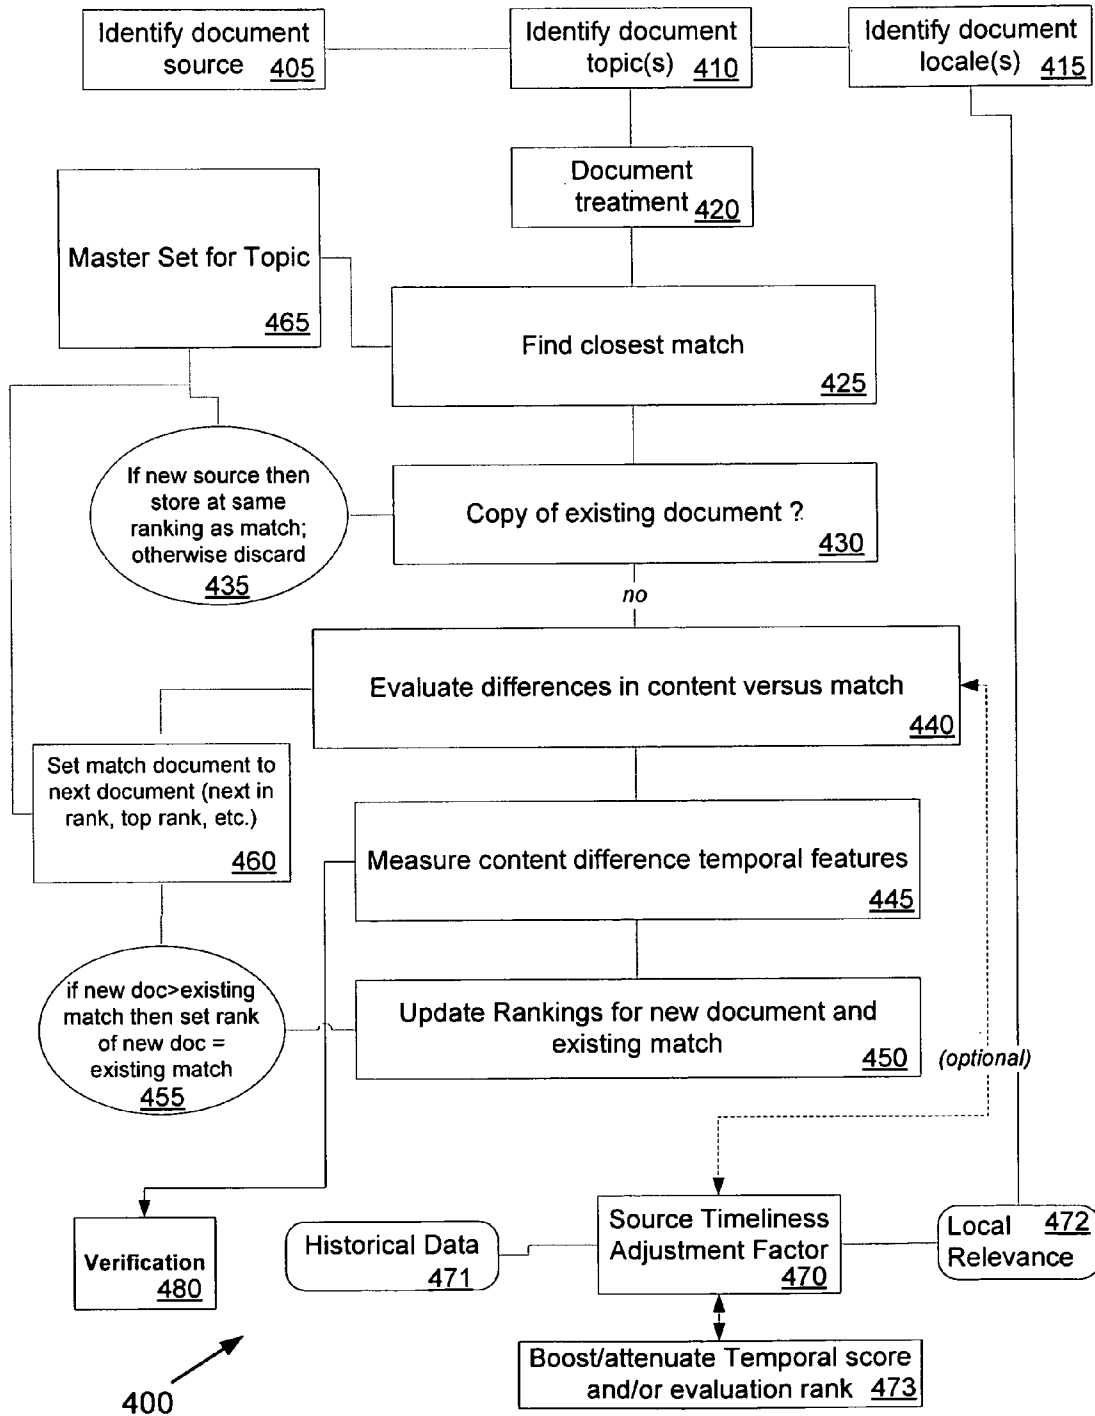 Identify document
source 405
Identify document
topic(s) 410
Identify document
locale(s) 415
Document
treatment 420
Master Set for Topic
465
Find closest match
425
If new source then
store at same
ranking as match;
otherwise discard
435
Copy of existing document ?
430
no
Evaluate differences in content versus match
440
Set match document to
next document (next in
rank, top rank, etc.)
460
Measure content difference temporal features
445
if new doc>existing
match then set rank
of new doc =
existing match
455
Update Rankings for new document and
existing match 450
(optional)
Verification
480
Historical Data
471
Source Timeliness
Adjustment Factor
470
Local 472
Relevance
Boost/attenuate Temporal score
and/or evaluation rank 473
400